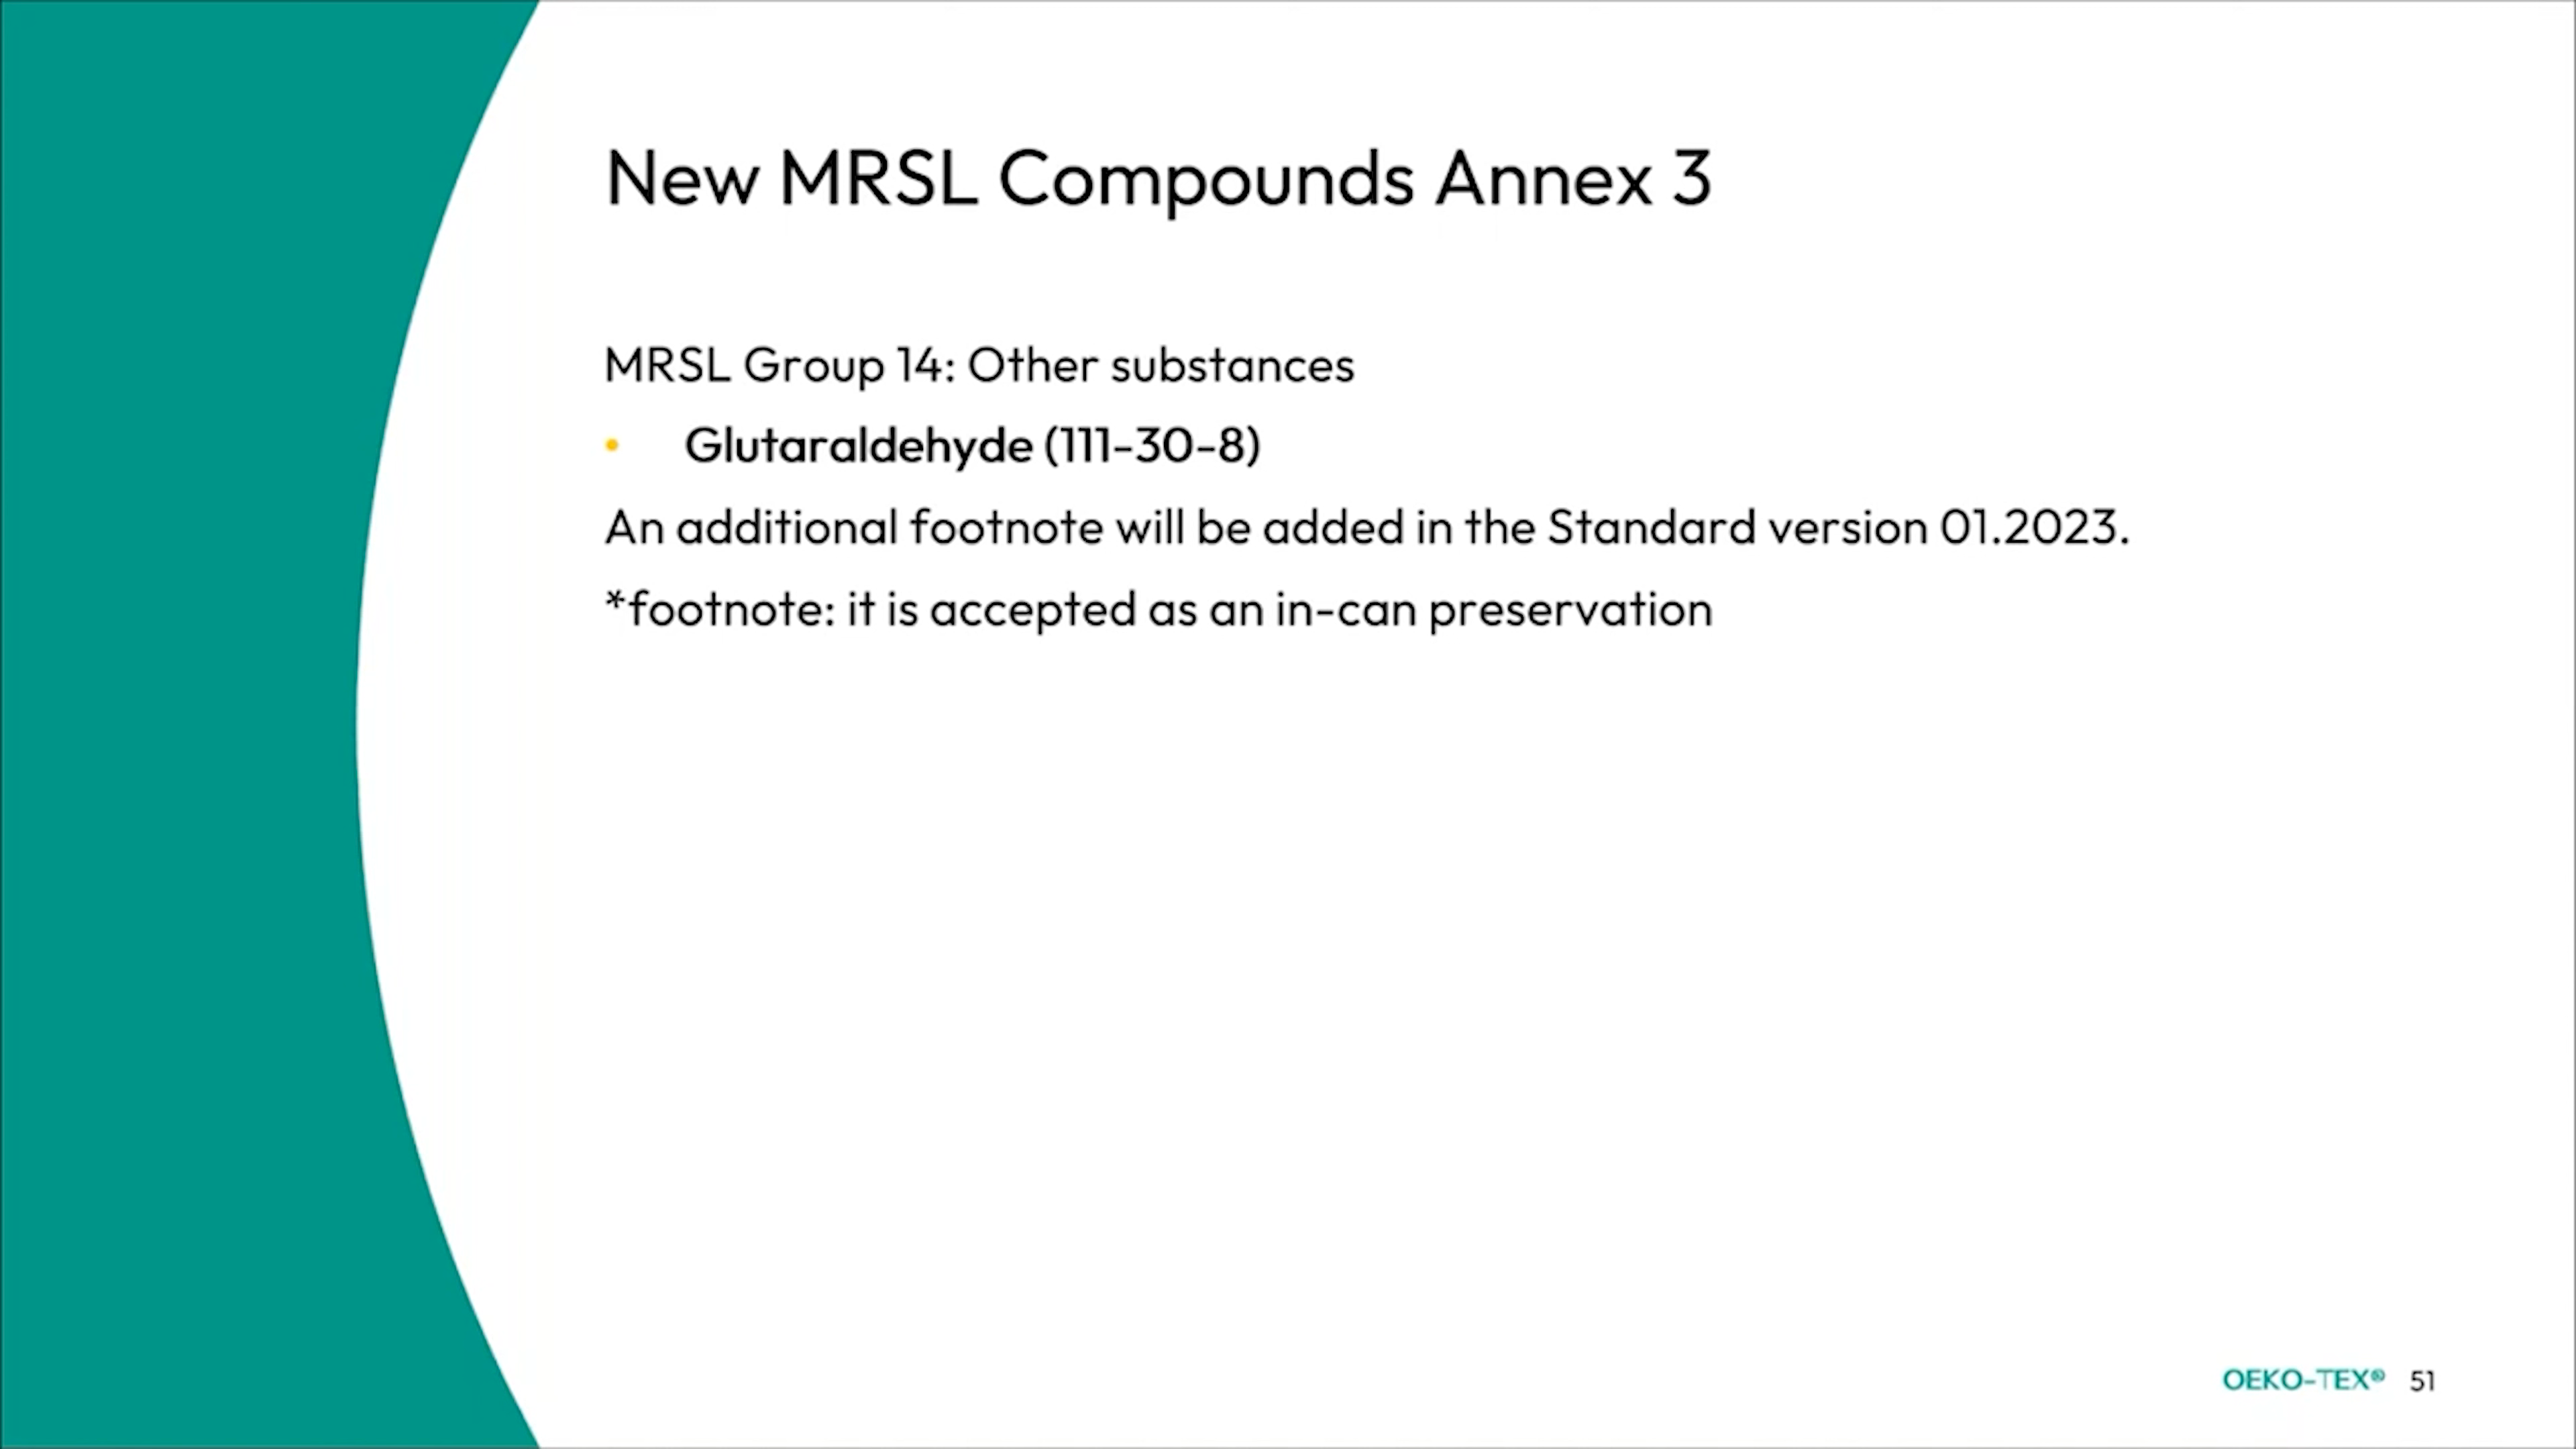 New MRSL Compounds Annex 3
MRSL Group 14: Other substances
• Glutaraldehyde (111-30-8)
An additional footnote will be added in the Standard version 01.2023.
*footnote: it is accepted as an in-can preservation
OEKO-TEX® 51